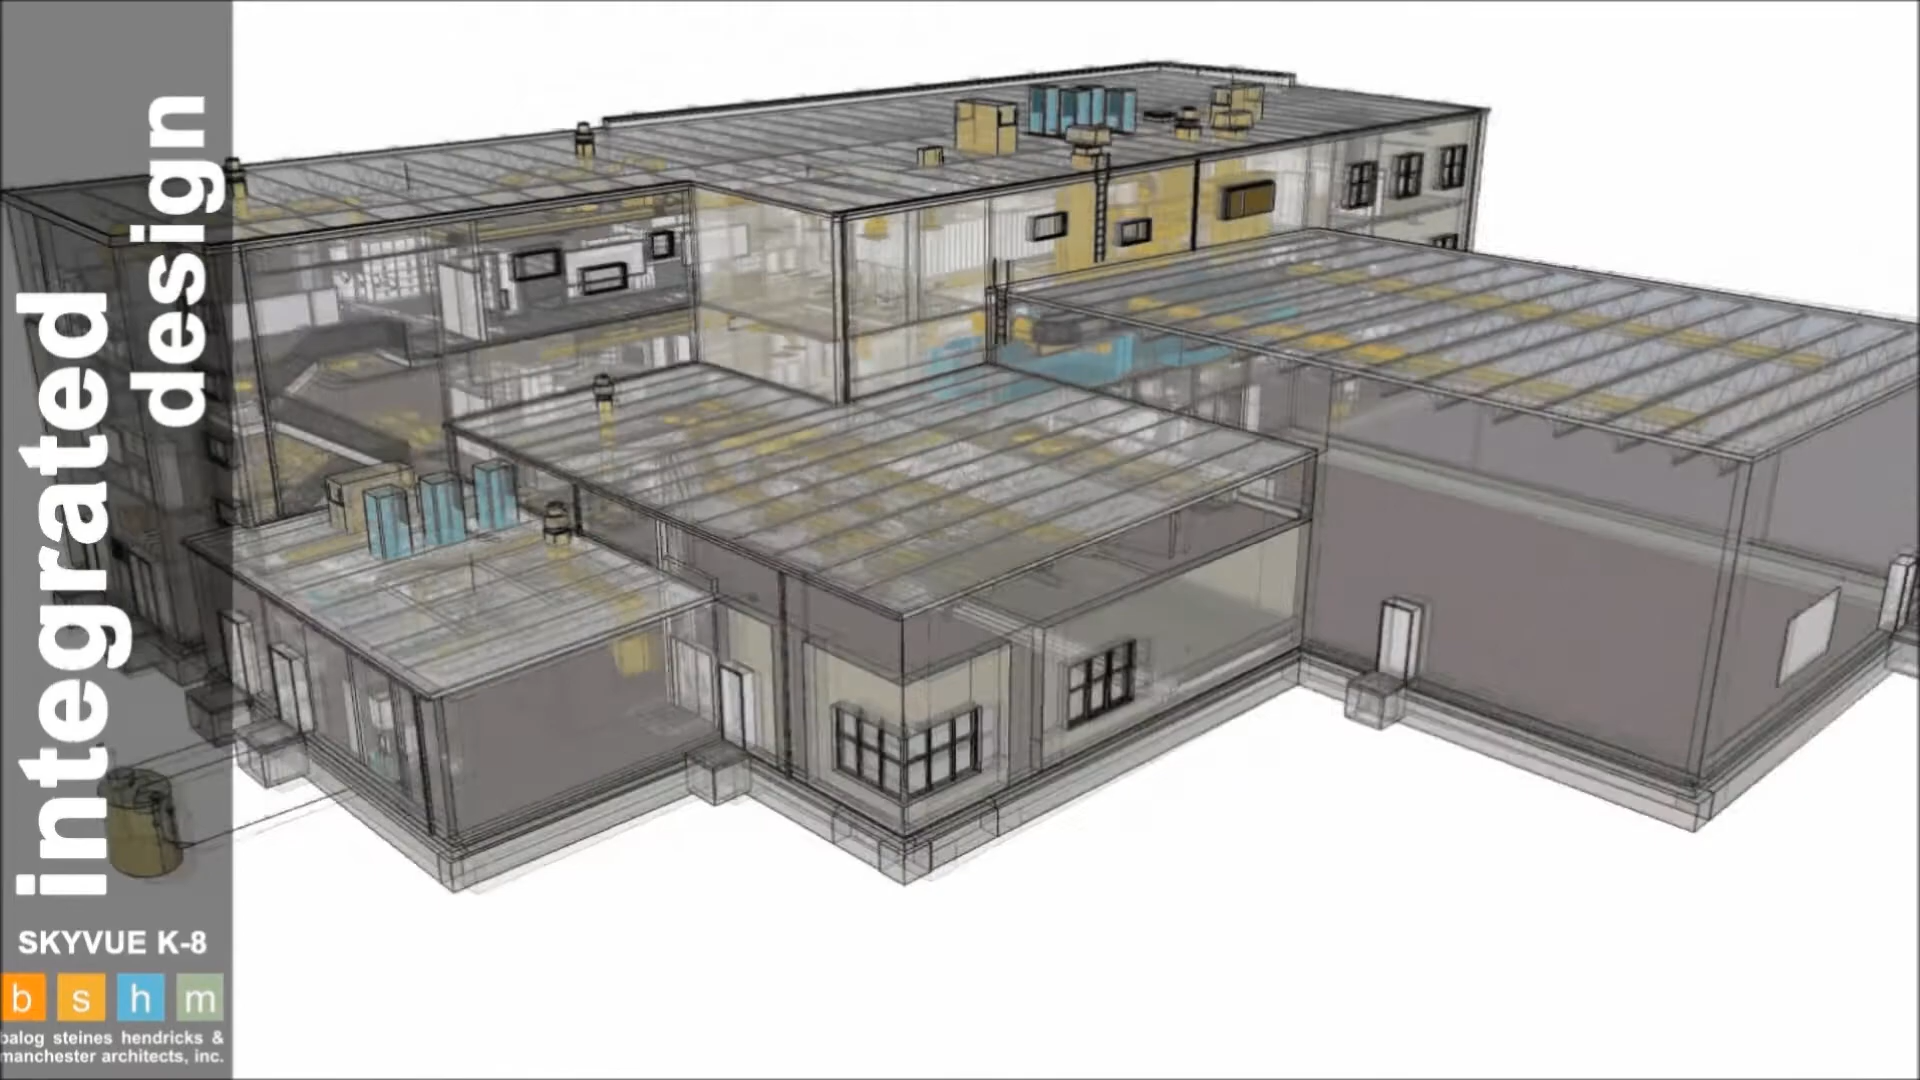 integrated
design
SKYVUE K-8
b s h m
balog steines hendricks &
manchester architects, inc.